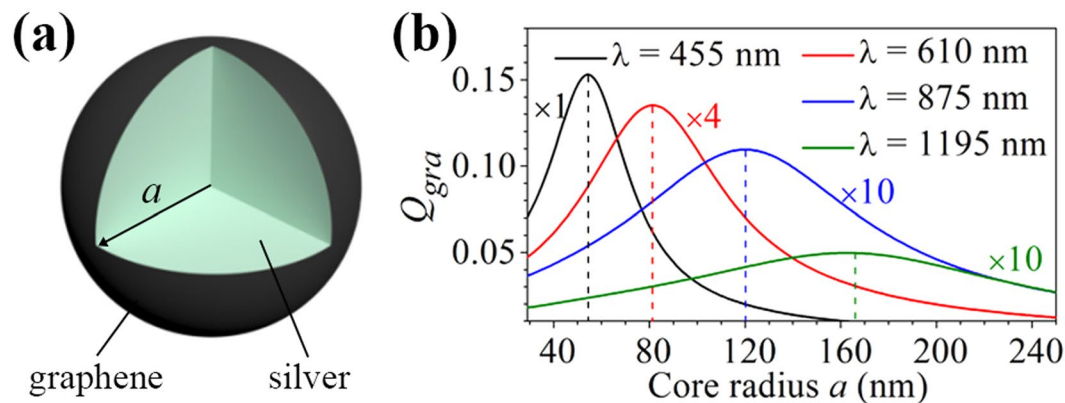 (a)
a
graphene
silver
(b)
λ = 455 nm
λ = 610 nm
λ = 875 nm
λ = 1195 nm
×1
×4
×10
×10
Q_gra
0.15
0.10
0.05
40 80 120 160 200 240
Core radius a (nm)